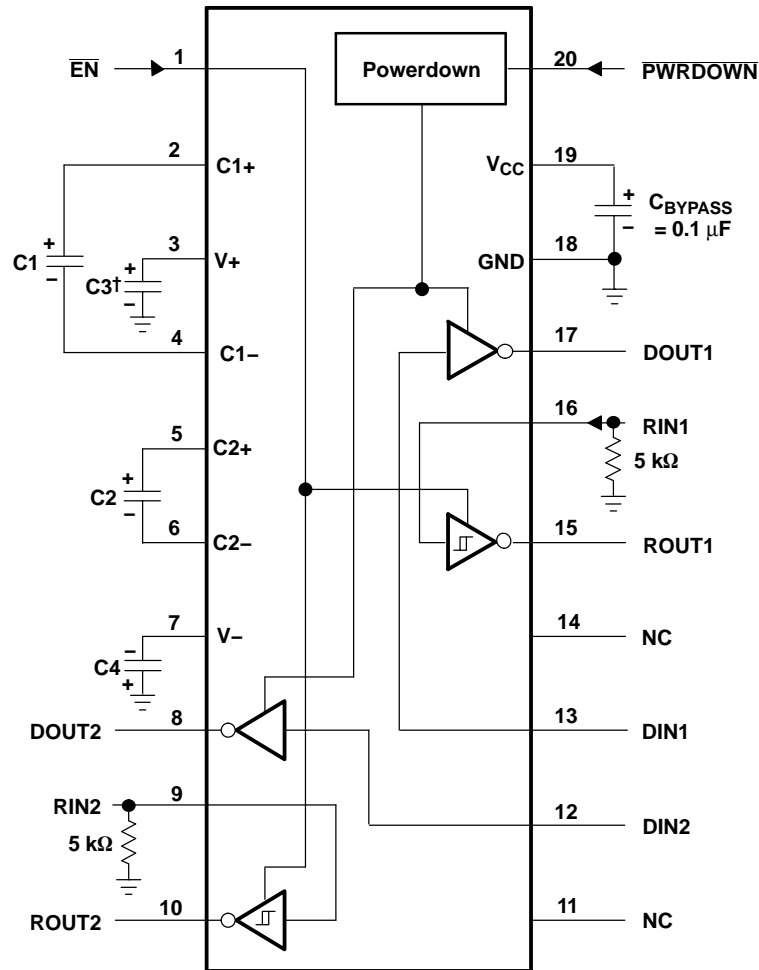 EN
1
Powerdown
20
PWRDOWN
2
C1+
VCC
19
+
CBYPASS
–
= 0.1 μF
+
C1
–
3
V+
+
C3†
–
18
GND
4
C1–
17
DOUT1
16
RIN1
5 kΩ
5
C2+
+
C2
–
6
C2–
15
ROUT1
7
V–
–
C4
+
14
NC
DOUT2
8
13
DIN1
RIN2
9
5 kΩ
12
DIN2
ROUT2
10
11
NC